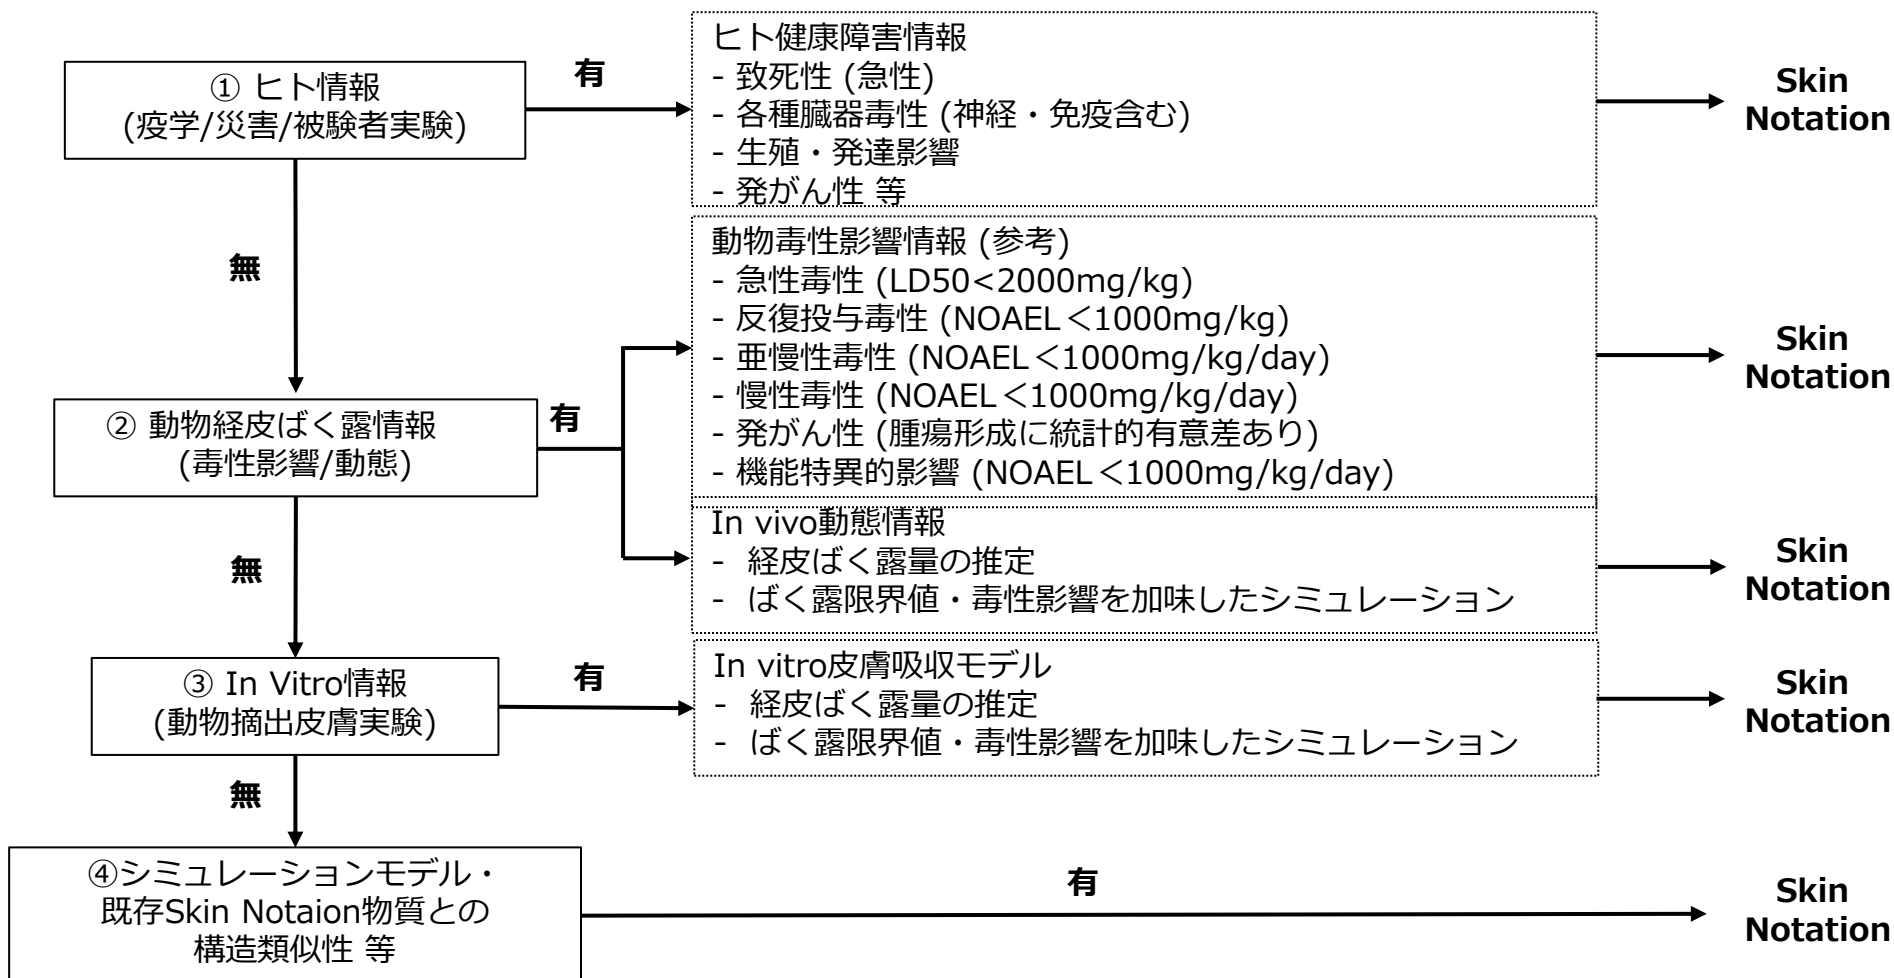 ① ヒト情報
(疫学/災害/被験者実験)
有
ヒト健康障害情報
- 致死性 (急性)
- 各種臓器毒性 (神経・免疫含む)
- 生殖・発達影響
- 発がん性 等
Skin
Notation
無
② 動物経皮ばく露情報
(毒性影響/動態)
有
動物毒性影響情報 (参考)
- 急性毒性 (LD50<2000mg/kg)
- 反復投与毒性 (NOAEL＜1000mg/kg)
- 亜慢性毒性 (NOAEL＜1000mg/kg/day)
- 慢性毒性 (NOAEL＜1000mg/kg/day)
- 発がん性 (腫瘍形成に統計的有意差あり)
- 機能特異的影響 (NOAEL＜1000mg/kg/day)
Skin
Notation
In vivo動態情報
- 経皮ばく露量の推定
- ばく露限界値・毒性影響を加味したシミュレーション
Skin
Notation
無
③ In Vitro情報
(動物摘出皮膚実験)
有
In vitro皮膚吸収モデル
- 経皮ばく露量の推定
- ばく露限界値・毒性影響を加味したシミュレーション
Skin
Notation
無
④シミュレーションモデル・
既存Skin Notaion物質との
構造類似性 等
有
Skin
Notation